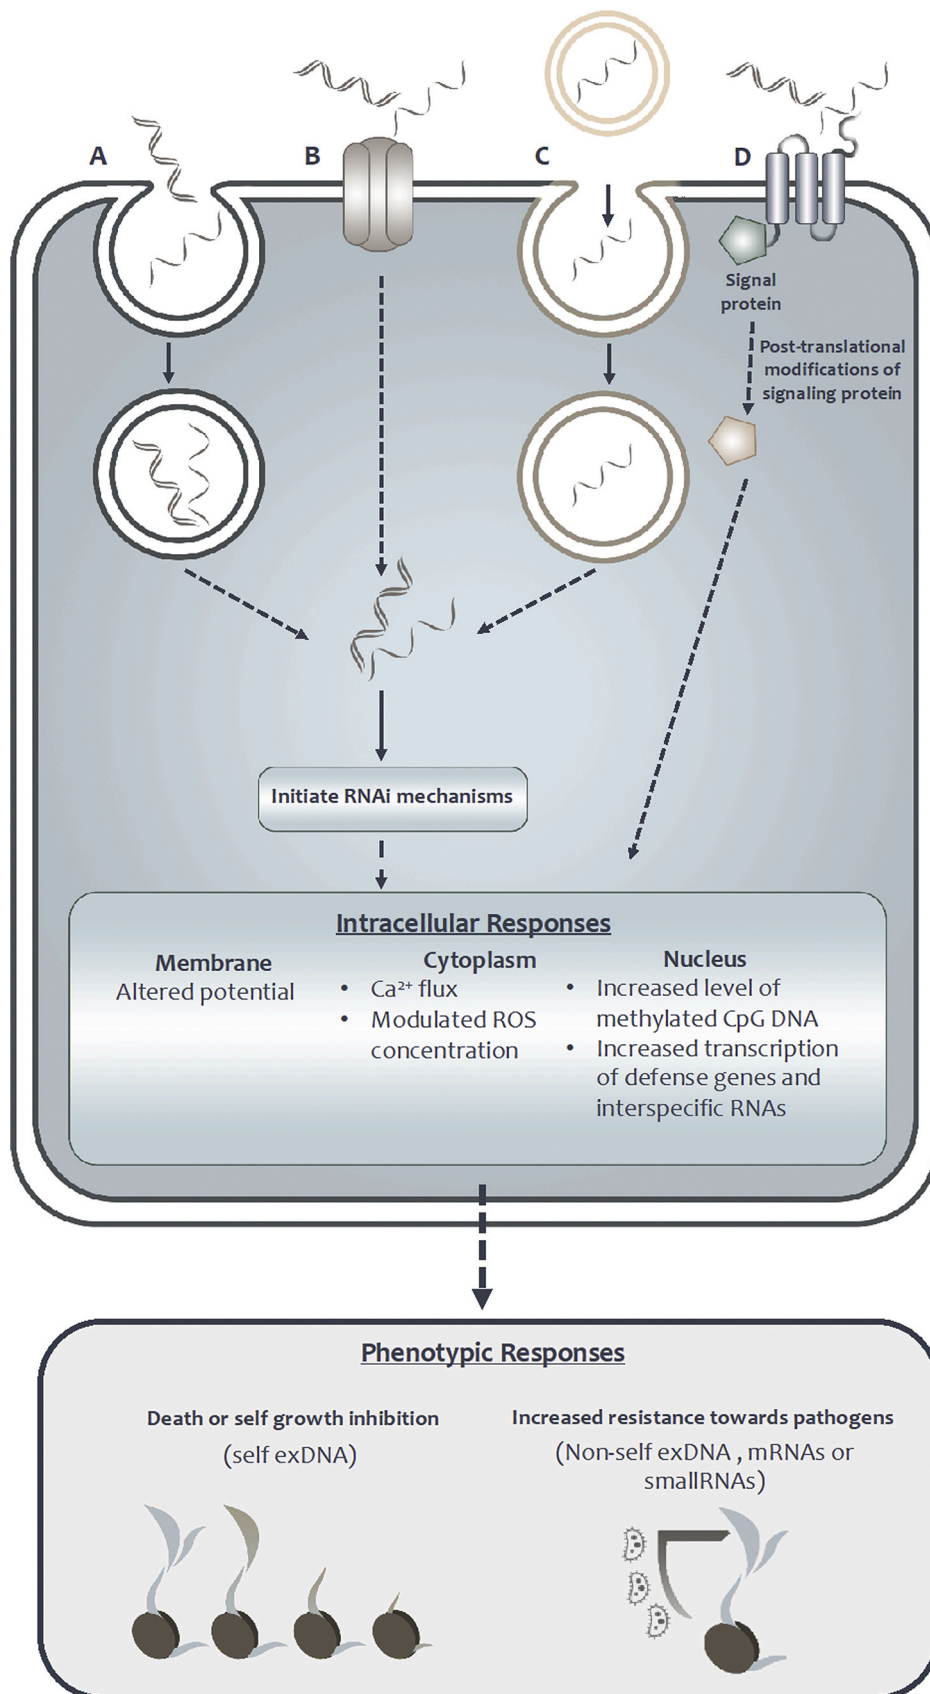 A
B
C
D
Signal
protein
Post-translational
modifications of
signaling protein
Initiate RNAi mechanisms
Intracellular Responses
Membrane
Altered potential
Cytoplasm
• Ca²⁺ flux
• Modulated ROS
concentration
Nucleus
• Increased level of
methylated CpG DNA
• Increased transcription
of defense genes and
interspecific RNAs
Phenotypic Responses
Death or self growth inhibition
(self exDNA)
Increased resistance towards pathogens
(Non-self exDNA , mRNAs or
smallRNAs)